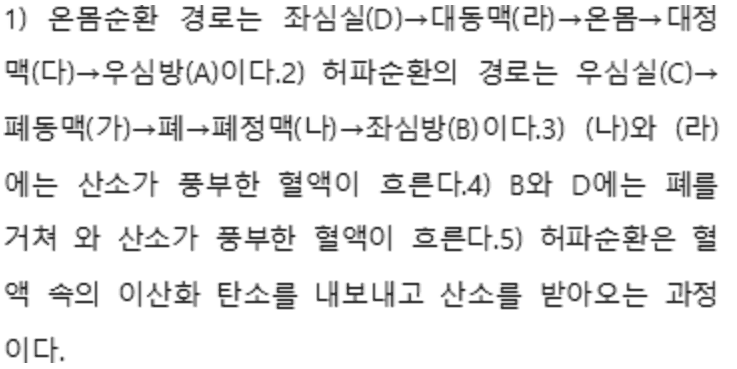 1) 온몸순환 경로는 좌심실(D)→대동맥(라)→온몸→대정
맥(다)→우심방(A)이다.2) 허파순환의 경로는 우심실(C)→
폐동맥(가)→폐→폐정맥(나)→좌심방(B)이다.3) (나)와 (라)
에는 산소가 풍부한 혈액이 흐른다.4) B와 D에는 폐를
거쳐 와 산소가 풍부한 혈액이 흐른다.5) 허파순환은 혈
액 속의 이산화 탄소를 내보내고 산소를 받아오는 과정
이다.